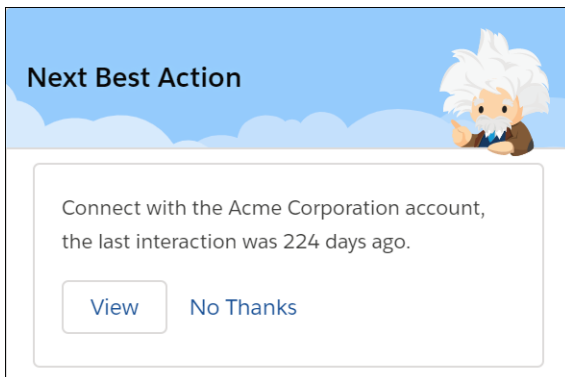 Next Best Action
Connect with the Acme Corporation account,
the last interaction was 224 days ago.
View No Thanks